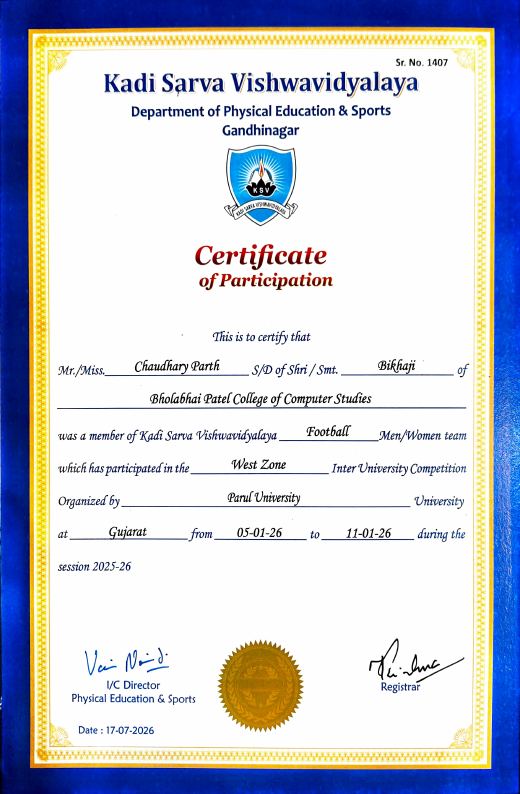 Sr. No. 1407
Kadi Sarva Vishwavidyalaya
Department of Physical Education & Sports
Gandhinagar
KSV
KADI SARVA VISHWAVIDYALAYA
Certificate
of Participation
This is to certify that
Mr./Miss. Chaudhary Parth S/D of Shri / Smt. Bikhaji of
Bholabhai Patel College of Computer Studies
was a member of Kadi Sarva Vishwavidyalaya Football Men/Women team
which has participated in the West Zone Inter University Competition
Organized by Parul University University
at Gujarat from 05-01-26 to 11-01-26 during the
session 2025-26
I/C Director
Physical Education & Sports
Registrar
Date : 17-07-2026